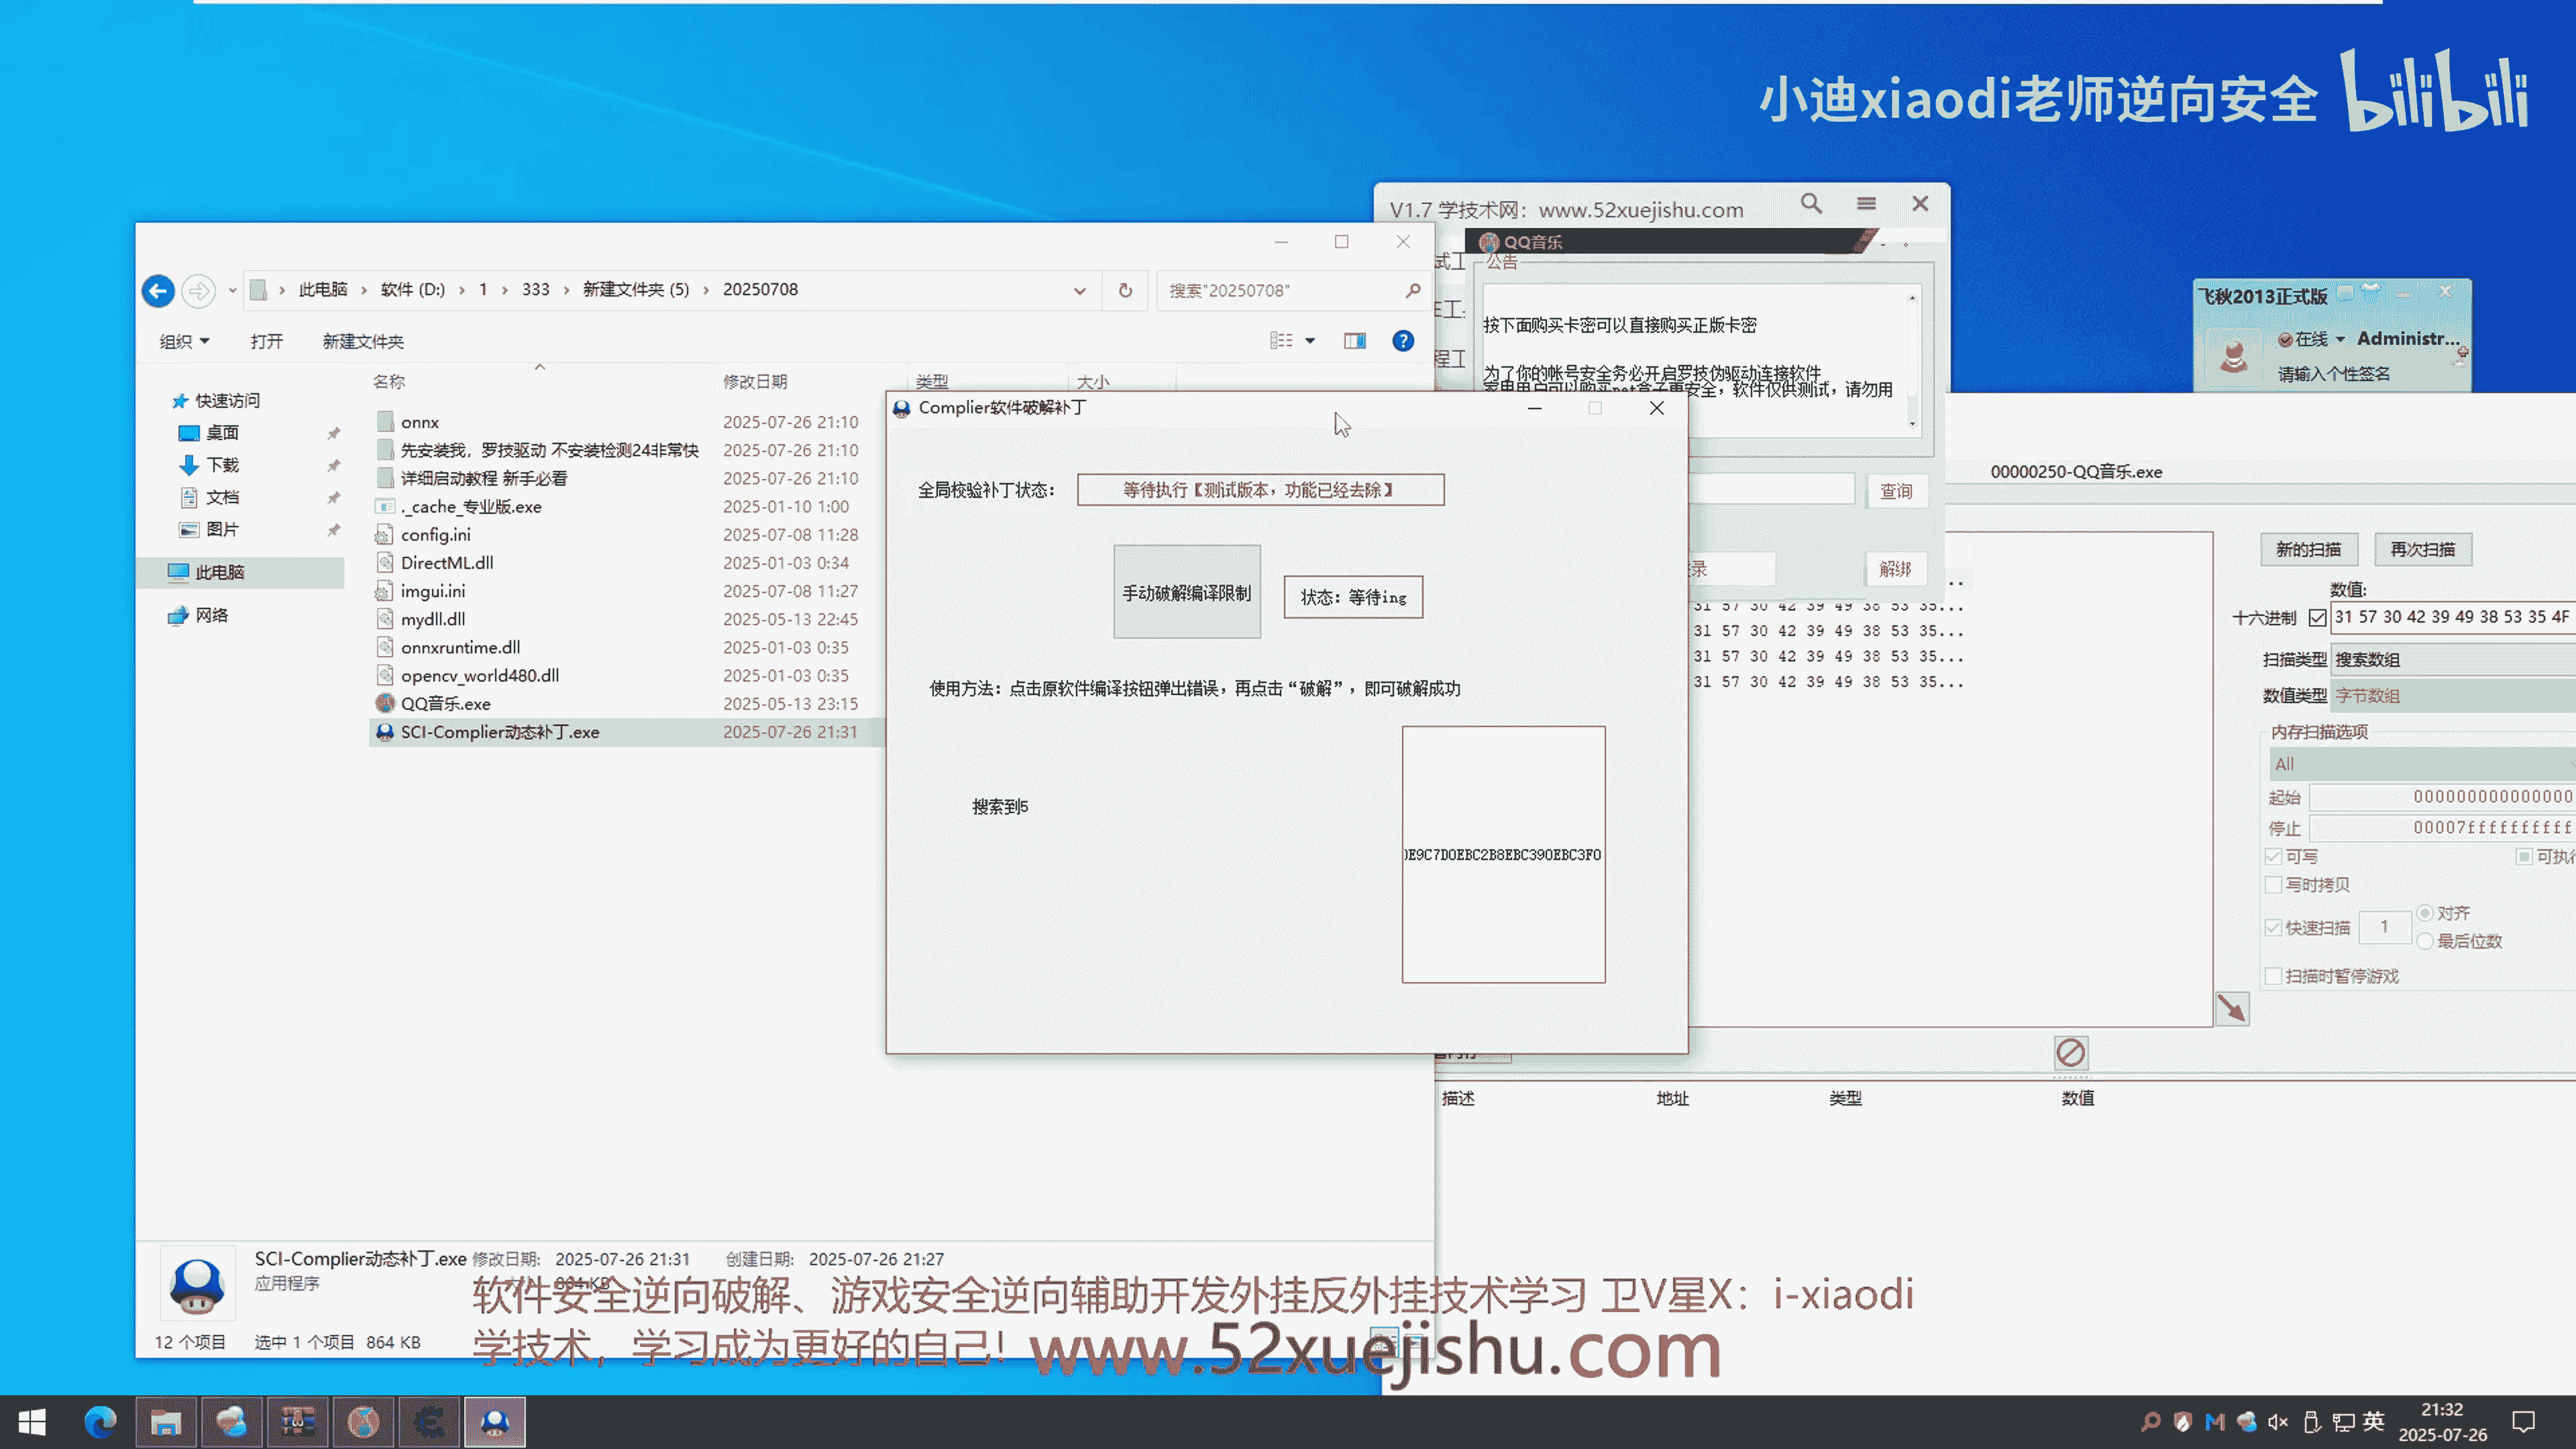 小迪xiaodi老师逆向安全 bilibili
V1.7 学技术网：www.52xuejishu.com
QQ音乐
公告
按下面购买卡密可以直接购买正版卡密
为了你的帐号安全务必开启罗技伪驱动连接软件
查询
解绑
飞秋2013正式版
在线 Administr...
请输入个性签名
此电脑 › 软件 (D:) › 1 › 333 › 新建文件夹 (5) › 20250708
搜索"20250708"
组织 打开 新建文件夹
名称 修改日期 类型 大小
快速访问
桌面
下载
文档
图片
此电脑
网络
onnx 2025-07-26 21:10
先安装我，罗技驱动 不安装检测24非常快 2025-07-26 21:10
详细启动教程 新手必看 2025-07-26 21:10
._cache_专业版.exe 2025-01-10 1:00
config.ini 2025-07-08 11:28
DirectML.dll 2025-01-03 0:34
imgui.ini 2025-07-08 11:27
mydll.dll 2025-05-13 22:45
onnxruntime.dll 2025-01-03 0:35
opencv_world480.dll 2025-01-03 0:35
QQ音乐.exe 2025-05-13 23:15
SCI-Complier动态补丁.exe 2025-07-26 21:31
Complier软件破解补丁
全局校验补丁状态： 等待执行【测试版本，功能已经去除】
手动破解编译限制
状态：等待ing
使用方法：点击原软件编译按钮弹出错误，再点击“破解”，即可破解成功
搜索到5
0E9C7D0EBC2B8EBC390EBC3F0
00000250-QQ音乐.exe
31 57 30 42 39 49 38 53 35...
31 57 30 42 39 49 38 53 35...
31 57 30 42 39 49 38 53 35...
31 57 30 42 39 49 38 53 35...
新的扫描 再次扫描
数值:
十六进制 31 57 30 42 39 49 38 53 35 4F
扫描类型 搜索数组
数值类型 字节数组
内存扫描选项
All
起始 0000000000000000
停止 00007fffffffffff
可写 可执行
写时拷贝
快速扫描 1 对齐
最后位数
扫描时暂停游戏
描述 地址 类型 数值
SCI-Complier动态补丁.exe 修改日期: 2025-07-26 21:31 创建日期: 2025-07-26 21:27
应用程序 864 KB
12 个项目 选中 1 个项目 864 KB
软件安全逆向破解、游戏安全逆向辅助开发外挂反外挂技术学习 卫V星X：i-xiaodi
学技术，学习成为更好的自己！www.52xuejishu.com
英
21:32
2025-07-26